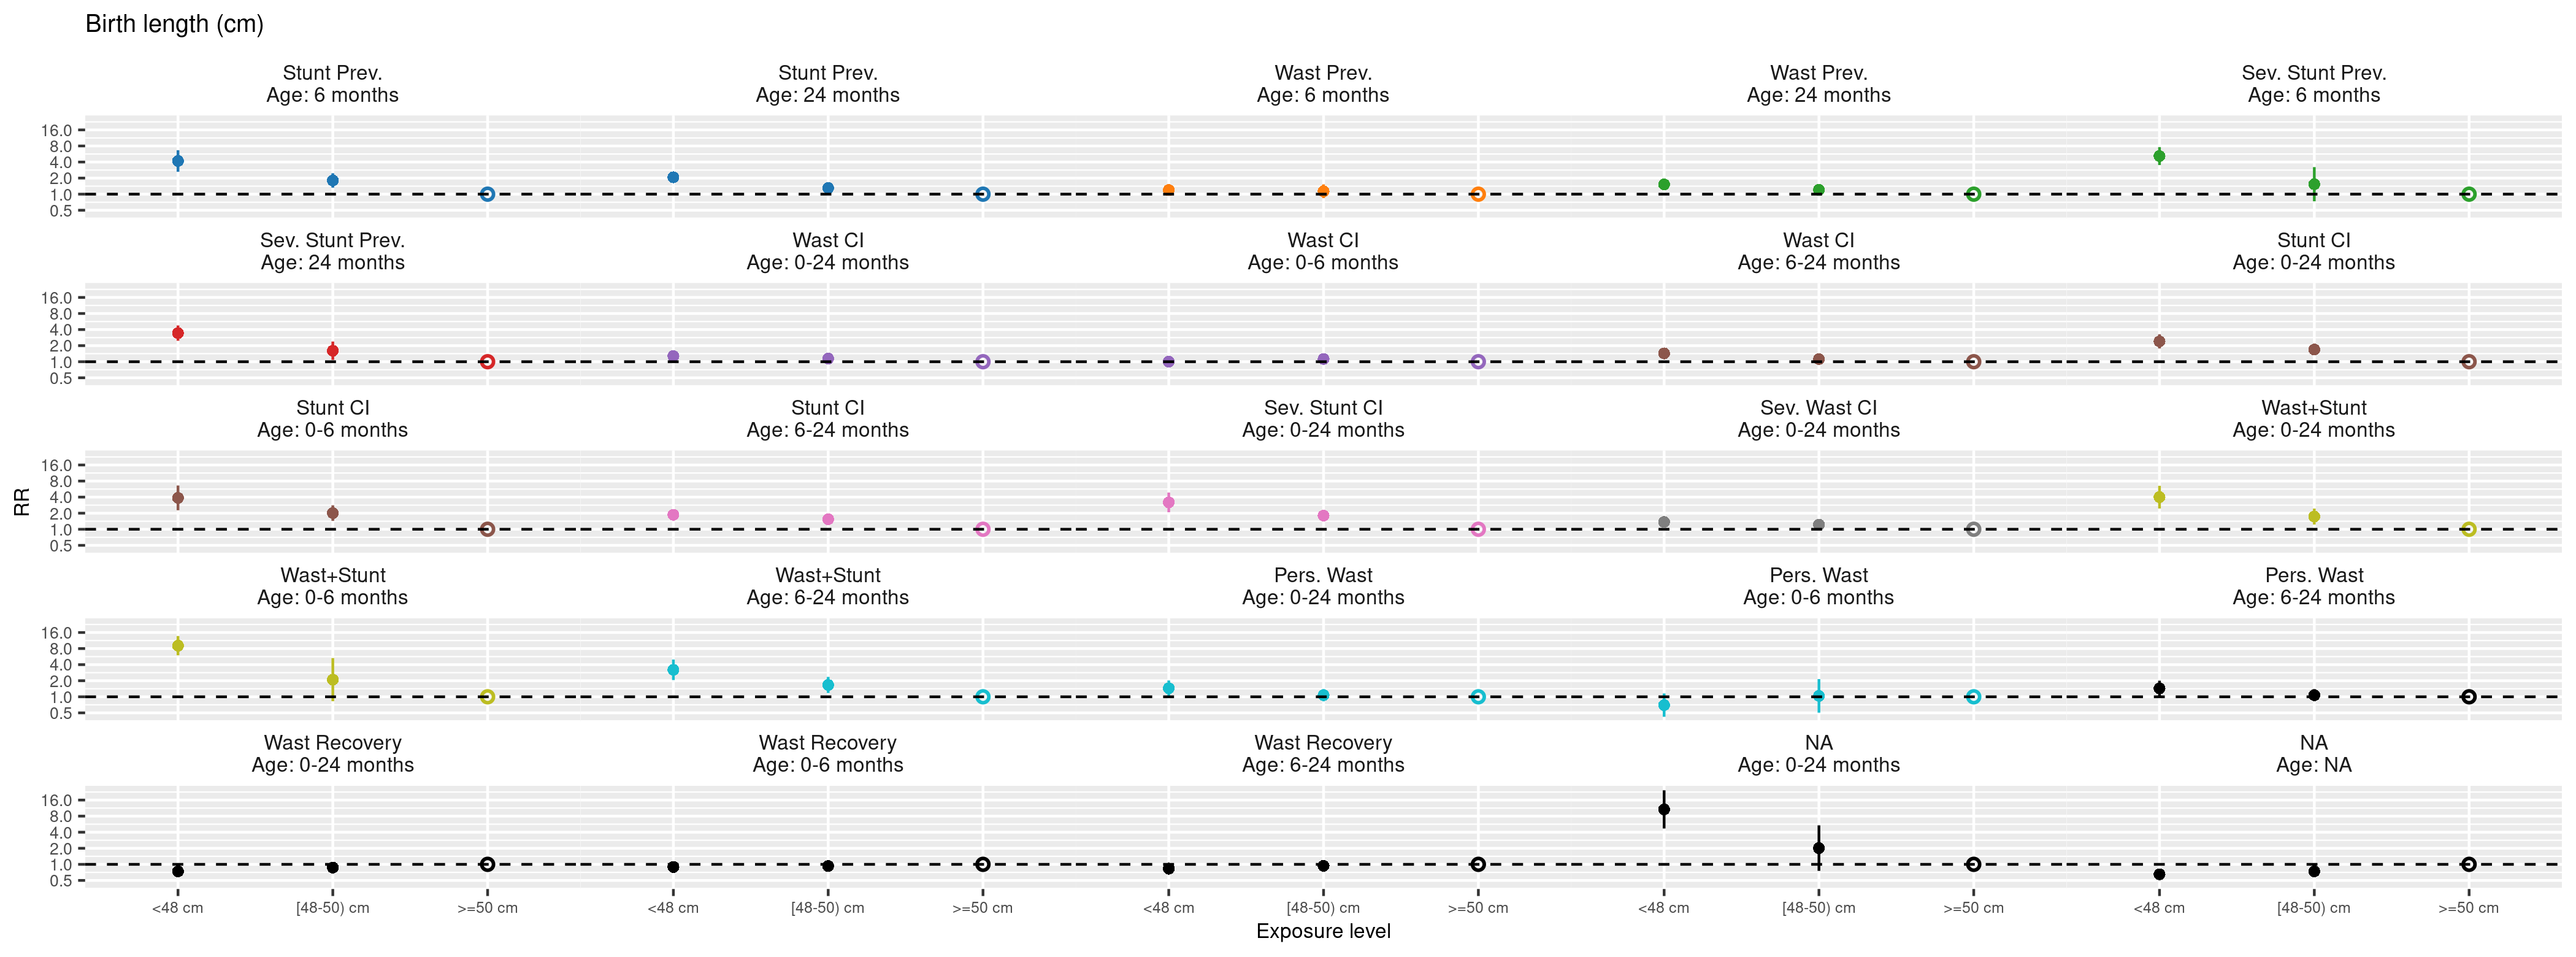 Birth length (cm)
Stunt Prev.
Age: 6 months
Stunt Prev.
Age: 24 months
Wast Prev.
Age: 6 months
Wast Prev.
Age: 24 months
Sev. Stunt Prev.
Age: 6 months
16.0
8.0
4.0
2.0
1.0
0.5
Sev. Stunt Prev.
Age: 24 months
Wast CI
Age: 0-24 months
Wast CI
Age: 0-6 months
Wast CI
Age: 6-24 months
Stunt CI
Age: 0-24 months
16.0
8.0
4.0
2.0
1.0
0.5
Stunt CI
Age: 0-6 months
Stunt CI
Age: 6-24 months
Sev. Stunt CI
Age: 0-24 months
Sev. Wast CI
Age: 0-24 months
Wast+Stunt
Age: 0-24 months
RR
16.0
8.0
4.0
2.0
1.0
0.5
Wast+Stunt
Age: 0-6 months
Wast+Stunt
Age: 6-24 months
Pers. Wast
Age: 0-24 months
Pers. Wast
Age: 0-6 months
Pers. Wast
Age: 6-24 months
16.0
8.0
4.0
2.0
1.0
0.5
Wast Recovery
Age: 0-24 months
Wast Recovery
Age: 0-6 months
Wast Recovery
Age: 6-24 months
NA
Age: 0-24 months
NA
Age: NA
16.0
8.0
4.0
2.0
1.0
0.5
<48 cm [48-50) cm >=50 cm <48 cm [48-50) cm >=50 cm <48 cm [48-50) cm >=50 cm <48 cm [48-50) cm >=50 cm <48 cm [48-50) cm >=50 cm
Exposure level